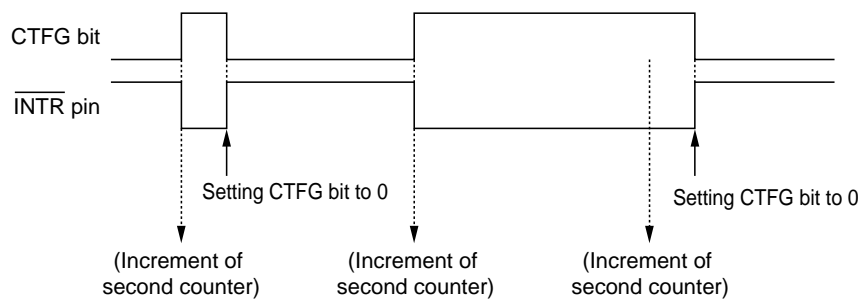 CTFG bit
INTR pin
Setting CTFG bit to 0
Setting CTFG bit to 0
(Increment of
second counter)
(Increment of
second counter)
(Increment of
second counter)